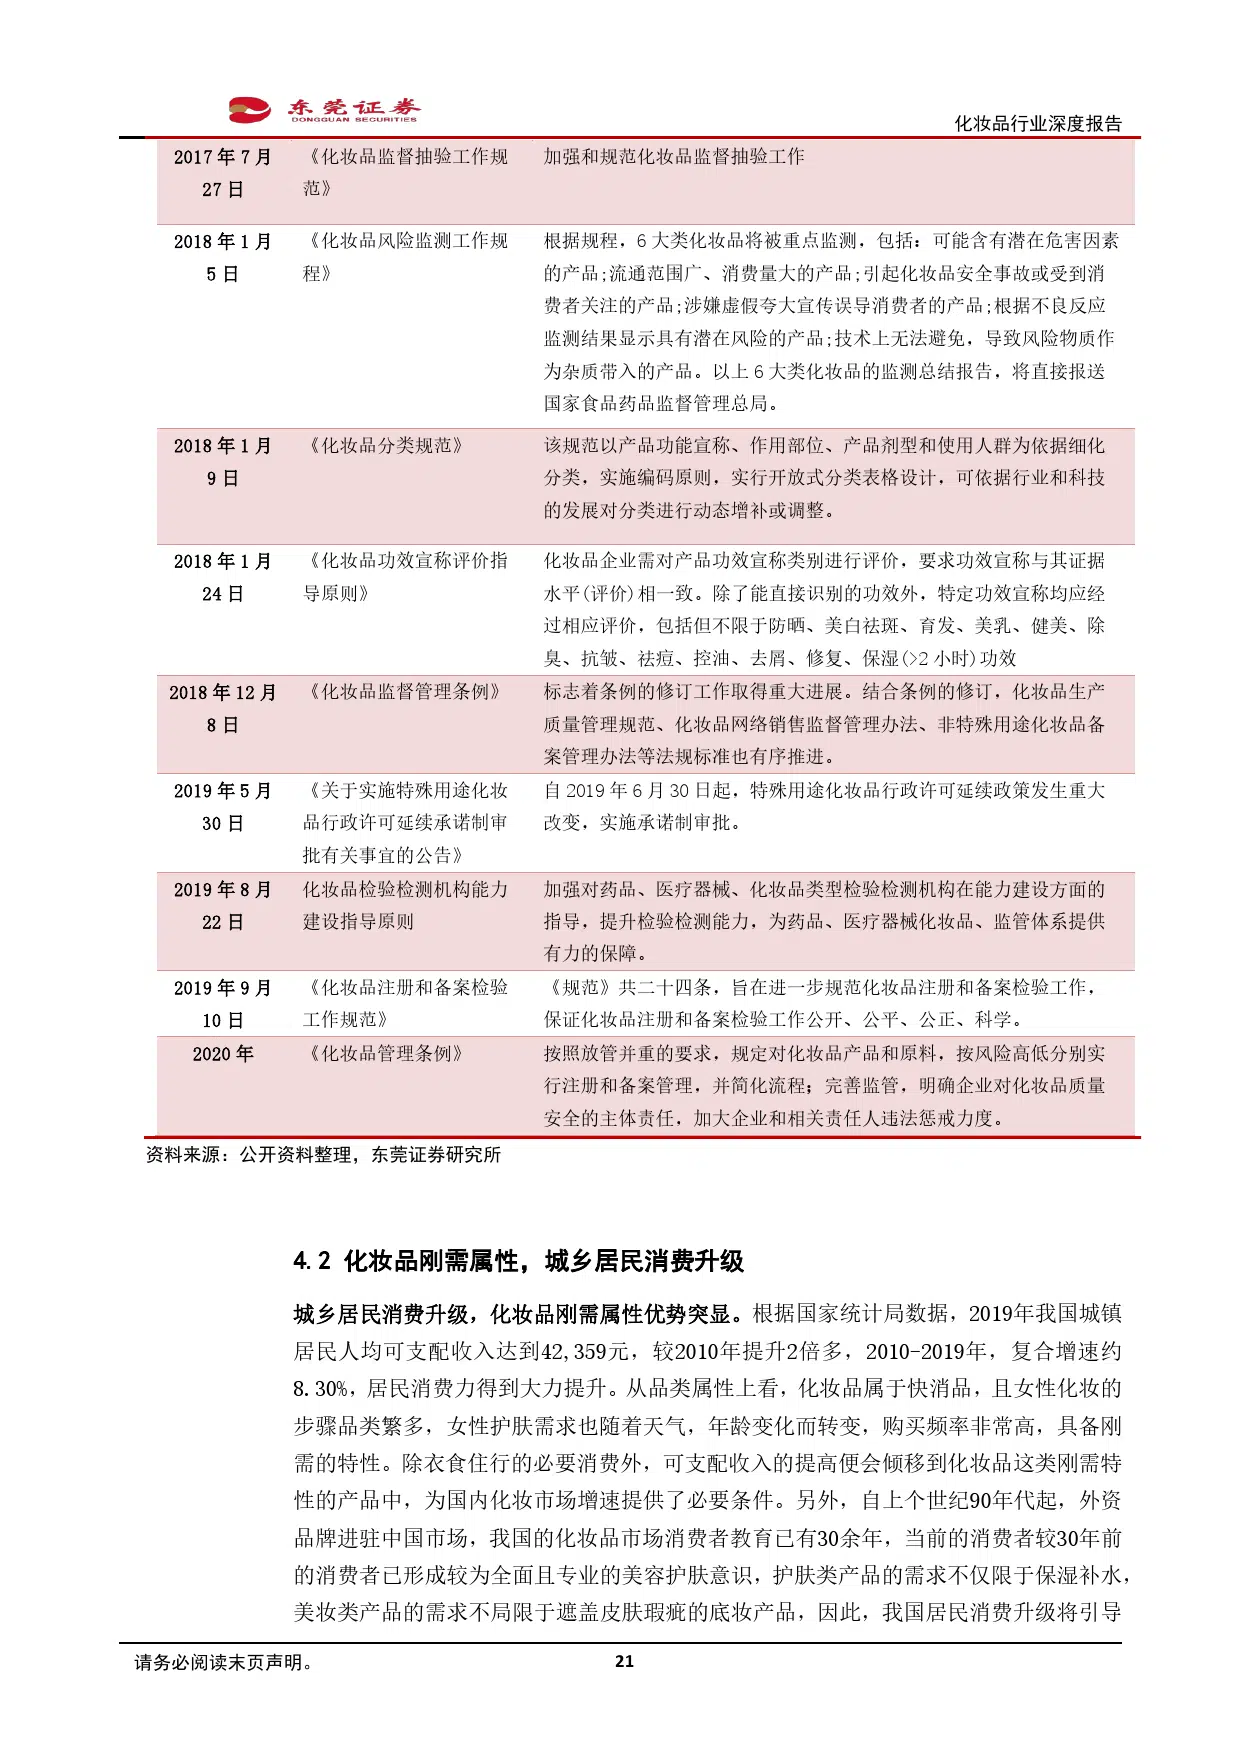 东莞证券
DONGGUAN SECURITIES
化妆品行业深度报告
2017 年 7 月
27 日
《化妆品监督抽验工作规
范》
加强和规范化妆品监督抽验工作
2018 年 1 月
5 日
《化妆品风险监测工作规
程》
根据规程，6 大类化妆品将被重点监测，包括：可能含有潜在危害因素
的产品;流通范围广、消费量大的产品;引起化妆品安全事故或受到消
费者关注的产品;涉嫌虚假夸大宣传误导消费者的产品;根据不良反应
监测结果显示具有潜在风险的产品;技术上无法避免，导致风险物质作
为杂质带入的产品。以上 6 大类化妆品的监测总结报告，将直接报送
国家食品药品监督管理总局。
2018 年 1 月
9 日
《化妆品分类规范》
该规范以产品功能宣称、作用部位、产品剂型和使用人群为依据细化
分类，实施编码原则，实行开放式分类表格设计，可依据行业和科技
的发展对分类进行动态增补或调整。
2018 年 1 月
24 日
《化妆品功效宣称评价指
导原则》
化妆品企业需对产品功效宣称类别进行评价，要求功效宣称与其证据
水平(评价)相一致。除了能直接识别的功效外，特定功效宣称均应经
过相应评价，包括但不限于防晒、美白祛斑、育发、美乳、健美、除
臭、抗皱、祛痘、控油、去屑、修复、保湿(>2 小时)功效
2018 年 12 月
8 日
《化妆品监督管理条例》
标志着条例的修订工作取得重大进展。结合条例的修订，化妆品生产
质量管理规范、化妆品网络销售监督管理办法、非特殊用途化妆品备
案管理办法等法规标准也有序推进。
2019 年 5 月
30 日
《关于实施特殊用途化妆
品行政许可延续承诺制审
批有关事宜的公告》
自 2019 年 6 月 30 日起，特殊用途化妆品行政许可延续政策发生重大
改变，实施承诺制审批。
2019 年 8 月
22 日
化妆品检验检测机构能力
建设指导原则
加强对药品、医疗器械、化妆品类型检验检测机构在能力建设方面的
指导，提升检验检测能力，为药品、医疗器械化妆品、监管体系提供
有力的保障。
2019 年 9 月
10 日
《化妆品注册和备案检验
工作规范》
《规范》共二十四条，旨在进一步规范化妆品注册和备案检验工作，
保证化妆品注册和备案检验工作公开、公平、公正、科学。
2020 年
《化妆品管理条例》
按照放管并重的要求，规定对化妆品产品和原料，按风险高低分别实
行注册和备案管理，并简化流程；完善监管，明确企业对化妆品质量
安全的主体责任，加大企业和相关责任人违法惩戒力度。
资料来源：公开资料整理，东莞证券研究所
4.2 化妆品刚需属性，城乡居民消费升级
城乡居民消费升级，化妆品刚需属性优势突显。根据国家统计局数据，2019年我国城镇
居民人均可支配收入达到42,359元，较2010年提升2倍多，2010-2019年，复合增速约
8.30%，居民消费力得到大力提升。从品类属性上看，化妆品属于快消品，且女性化妆的
步骤品类繁多，女性护肤需求也随着天气，年龄变化而转变，购买频率非常高，具备刚
需的特性。除衣食住行的必要消费外，可支配收入的提高便会倾移到化妆品这类刚需特
性的产品中，为国内化妆市场增速提供了必要条件。另外，自上个世纪90年代起，外资
品牌进驻中国市场，我国的化妆品市场消费者教育已有30余年，当前的消费者较30年前
的消费者已形成较为全面且专业的美容护肤意识，护肤类产品的需求不仅限于保湿补水，
美妆类产品的需求不局限于遮盖皮肤瑕疵的底妆产品，因此，我国居民消费升级将引导
请务必阅读末页声明。
21